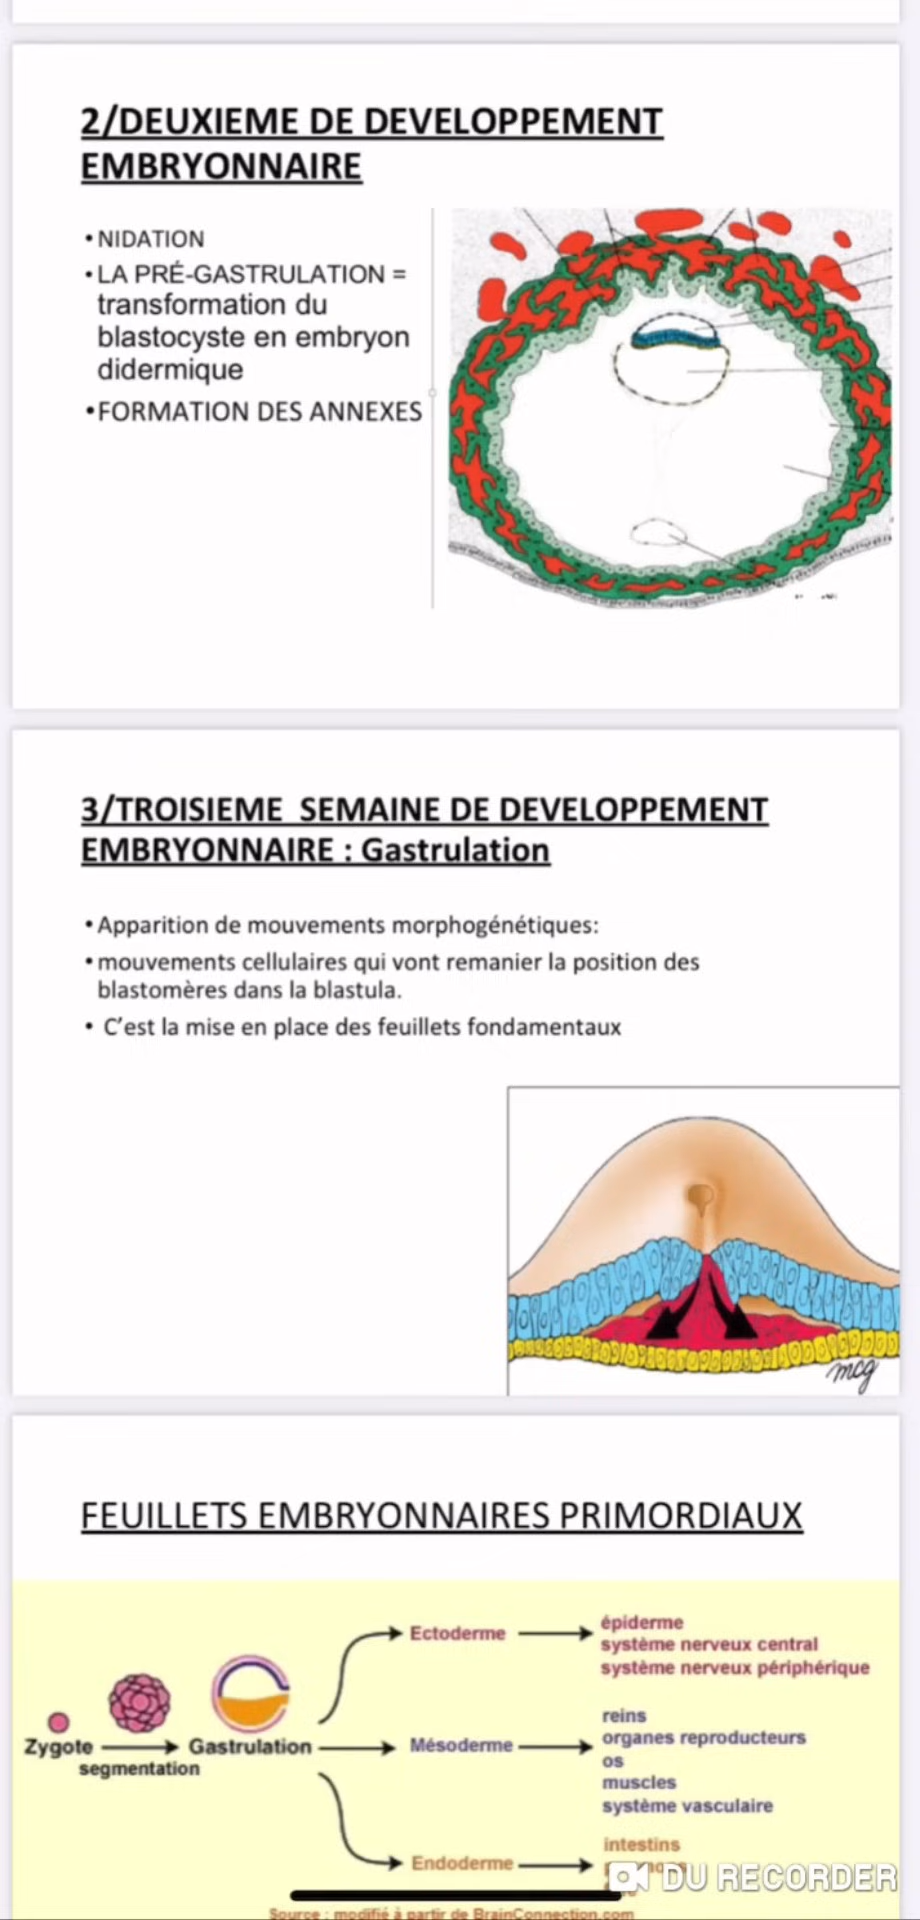 2/DEUXIEME DE DEVELOPPEMENT
EMBRYONNAIRE
• NIDATION
• LA PRÉ-GASTRULATION =
transformation du
blastocyste en embryon
didermique
•FORMATION DES ANNEXES
3/TROISIEME SEMAINE DE DEVELOPPEMENT
EMBRYONNAIRE : Gastrulation
• Apparition de mouvements morphogénétiques:
• mouvements cellulaires qui vont remanier la position des
blastomères dans la blastula.
• C'est la mise en place des feuillets fondamentaux
mcg
FEUILLETS EMBRYONNAIRES PRIMORDIAUX
Zygote
segmentation
Gastrulation
Ectoderme
épiderme
système nerveux central
système nerveux périphérique
Mésoderme
reins
organes reproducteurs
os
muscles
système vasculaire
Endoderme
intestins
DU RECORDER
Source : modifié à partir de BrainConnection.com